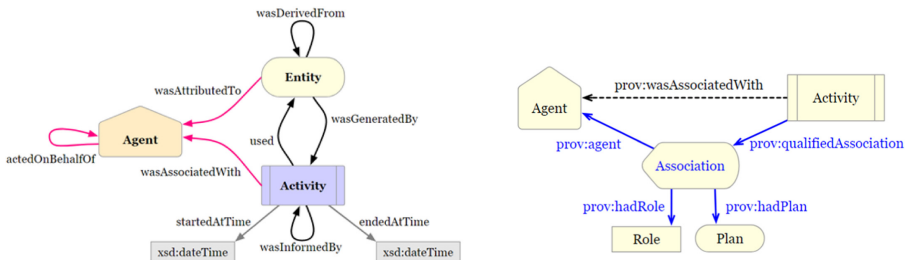 wasDerivedFrom
Entity
wasAttributedTo
wasGeneratedBy
used
Agent
actedOnBehalfOf
wasAssociatedWith
Activity
startedAtTime
endedAtTime
wasInformedBy
xsd:dateTime
xsd:dateTime
prov:wasAssociatedWith
Agent
Activity
prov:agent
prov:qualifiedAssociation
Association
prov:hadRole
prov:hadPlan
Role
Plan